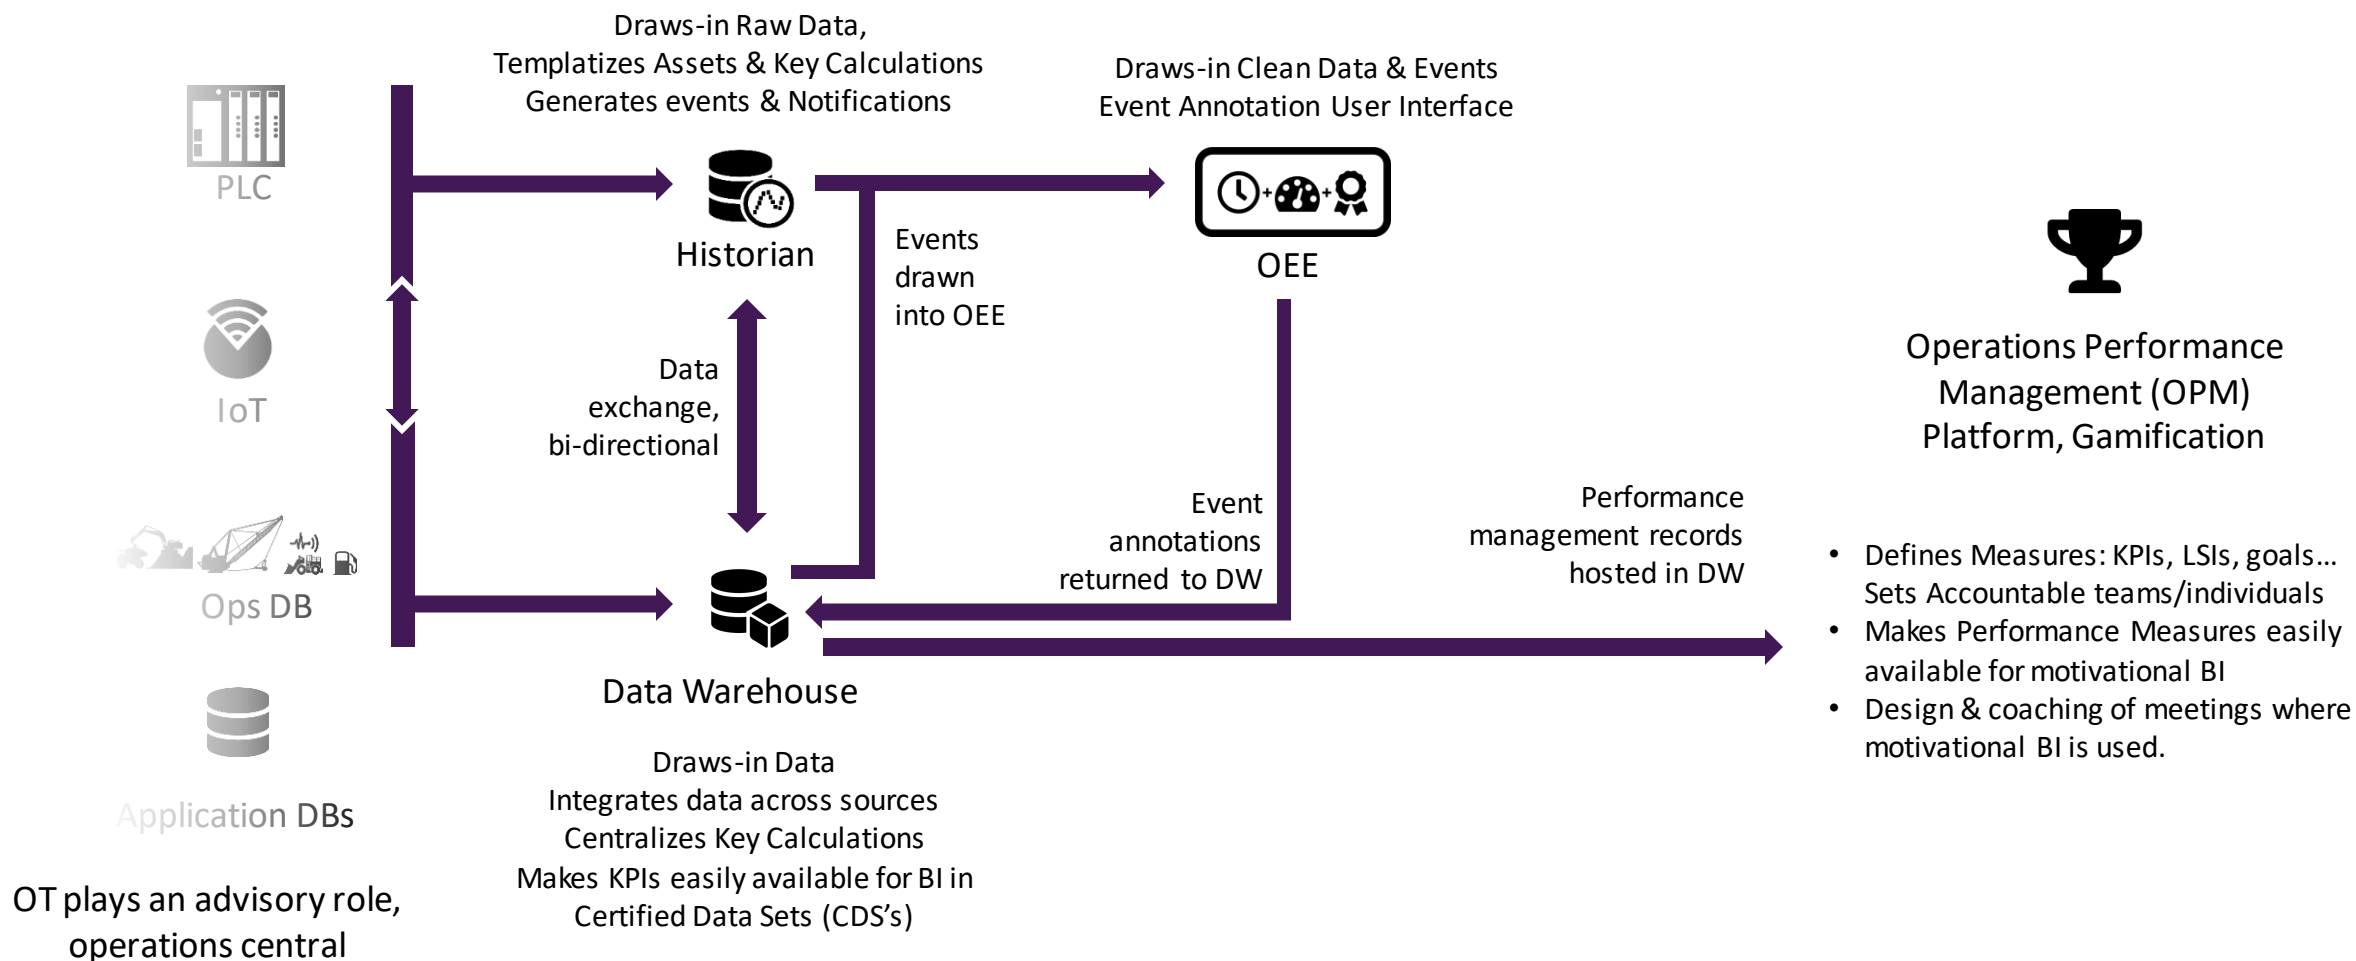 Draws-in Raw Data,
Templatizes Assets & Key Calculations
Generates events & Notifications
Draws-in Clean Data & Events
Event Annotation User Interface
PLC
Historian
OEE
Events
drawn
into OEE
IoT
Data
exchange,
bi-directional
Operations Performance
Management (OPM)
Platform, Gamification
Ops DB
Event
annotations
returned to DW
Performance
management records
hosted in DW
• Defines Measures: KPIs, LSIs, goals...
Sets Accountable teams/individuals
• Makes Performance Measures easily
available for motivational BI
• Design & coaching of meetings where
motivational BI is used.
Data Warehouse
Draws-in Data
Integrates data across sources
Centralizes Key Calculations
Makes KPIs easily available for BI in
Certified Data Sets (CDS’s)
Application DBs
OT plays an advisory role,
operations central